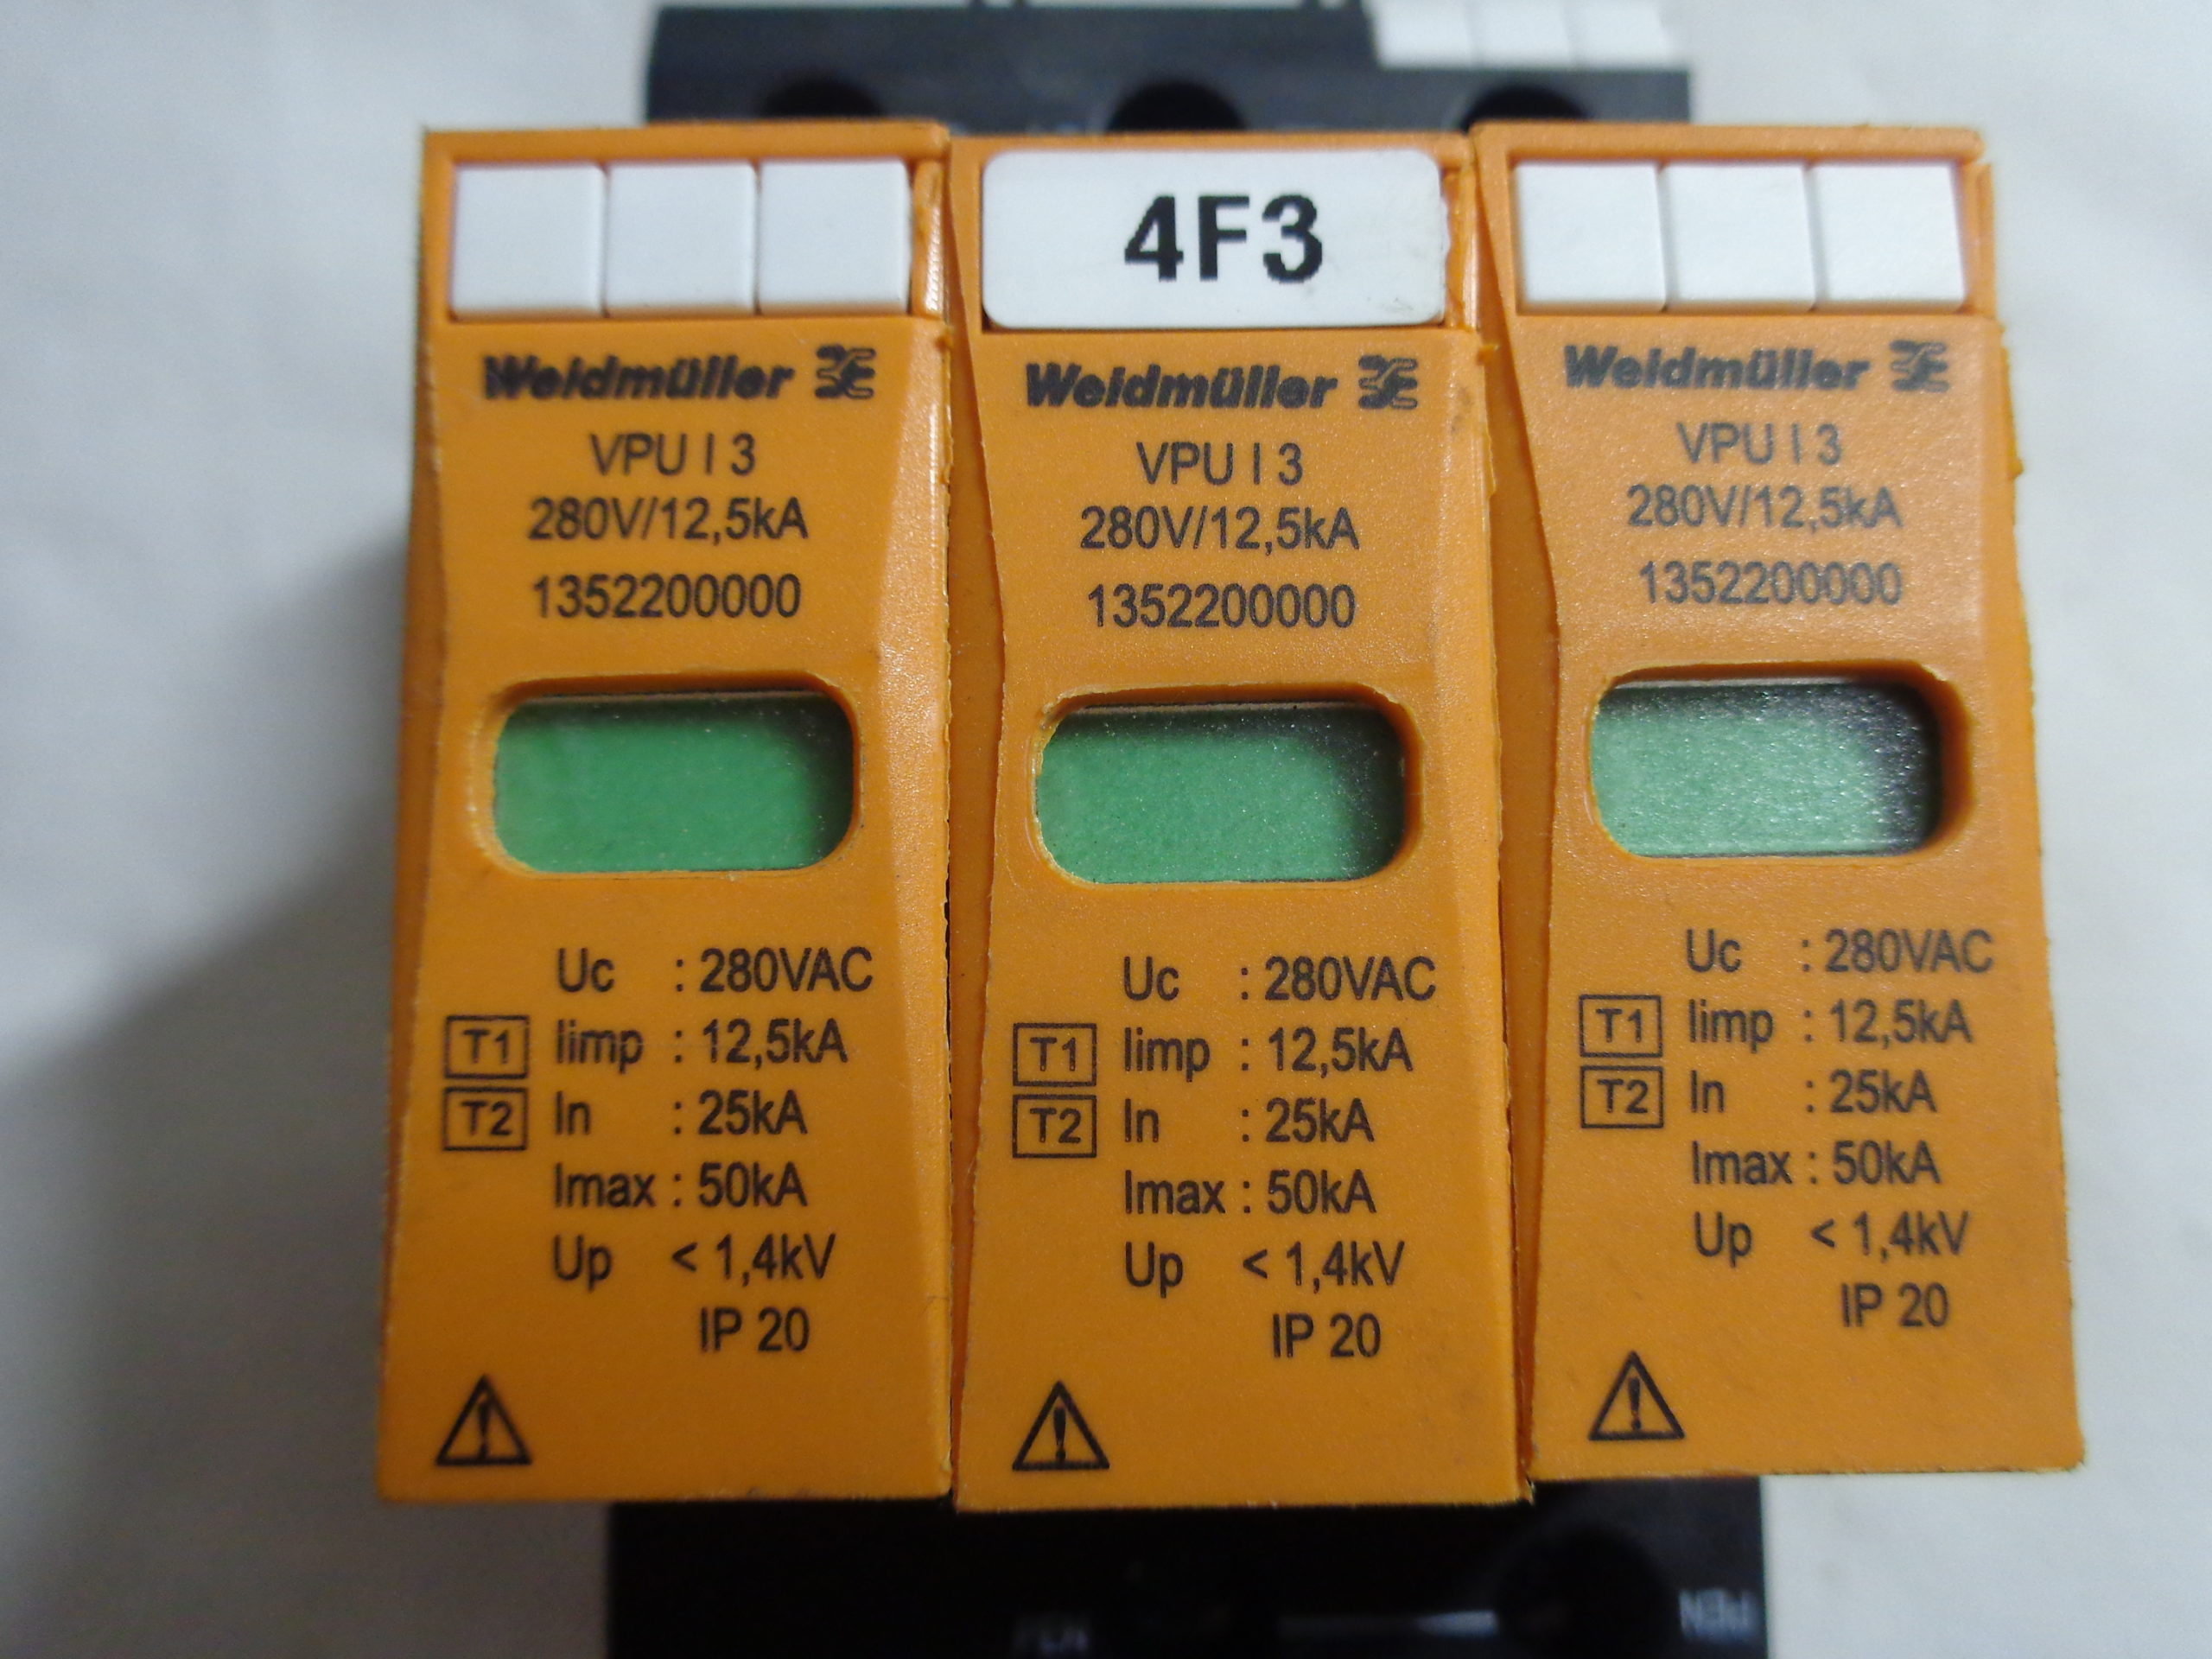 Weidmüller
VPU I 3
280V/12,5kA
1352200000
Uc : 280VAC
T1 Iimp : 12,5kA
T2 In : 25kA
Imax : 50kA
Up < 1,4kV
IP 20
4F3
Weidmüller
VPU I 3
280V/12,5kA
1352200000
Uc : 280VAC
T1 Iimp : 12,5kA
T2 In : 25kA
Imax : 50kA
Up < 1,4kV
IP 20
Weidmüller
VPU I 3
280V/12,5kA
1352200000
Uc : 280VAC
T1 Iimp : 12,5kA
T2 In : 25kA
Imax : 50kA
Up < 1,4kV
IP 20
PEN